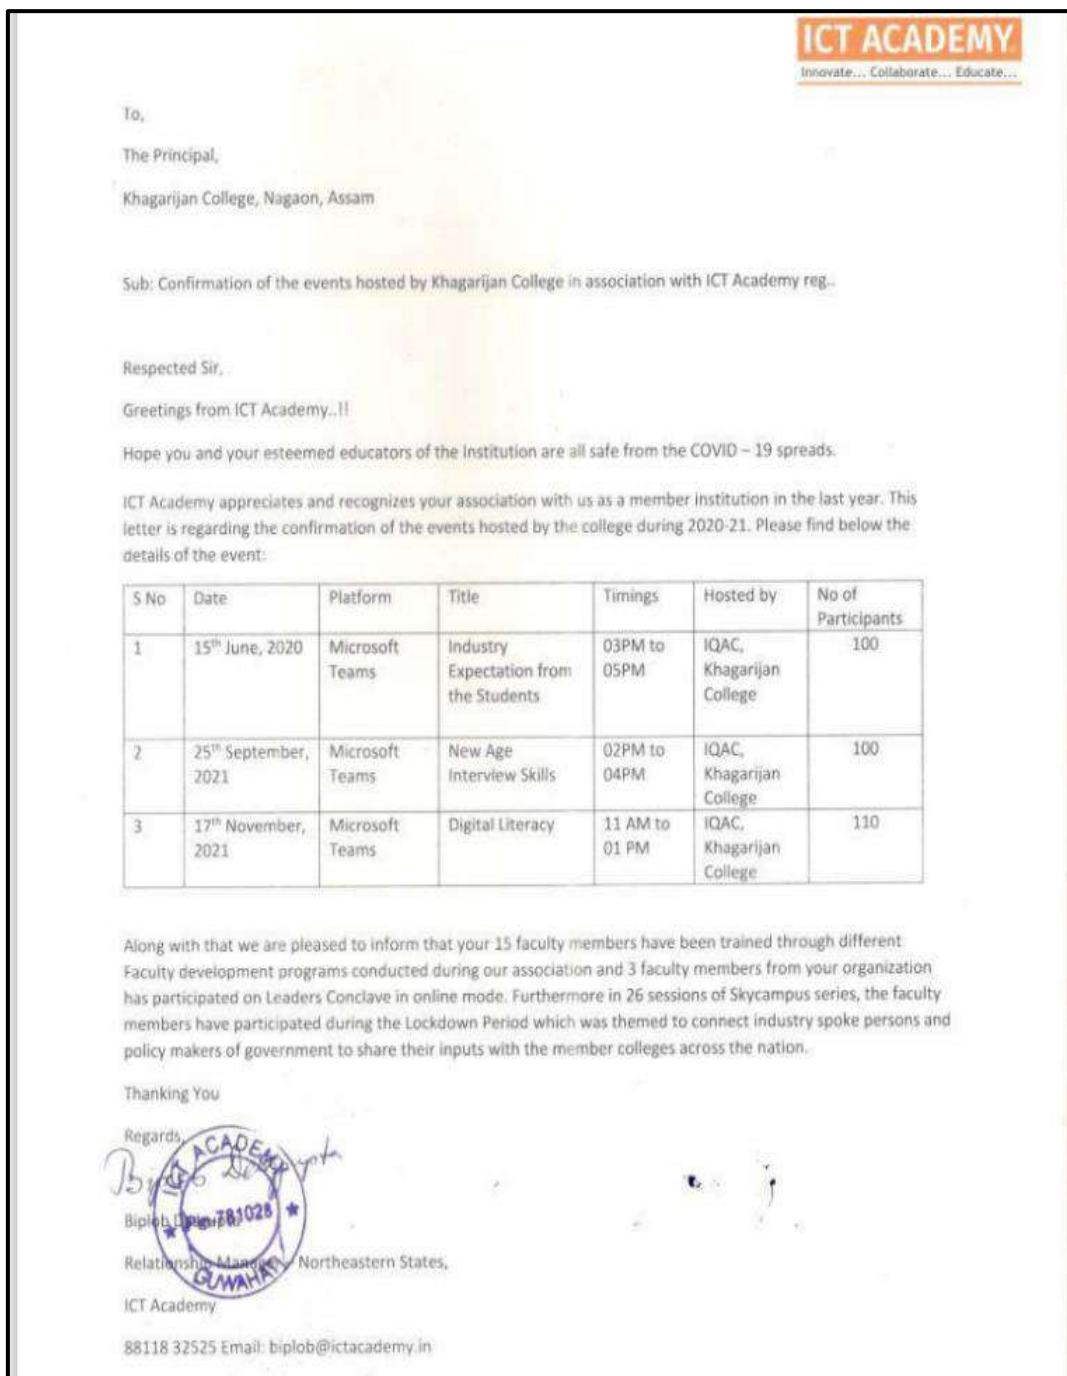 ICT ACADEMY
Innovate... Collaborate... Educate...
To,
The Principal,
Khagarijan College, Nagaon, Assam
Sub: Confirmation of the events hosted by Khagarijan College in association with ICT Academy reg..
Respected Sir,
Greetings from ICT Academy..!!
Hope you and your esteemed educators of the Institution are all safe from the COVID – 19 spreads.
ICT Academy appreciates and recognizes your association with us as a member institution in the last year. This
letter is regarding the confirmation of the events hosted by the college during 2020-21. Please find below the
details of the event:
S No Date Platform Title Timings Hosted by No of
Participants
1 15th June, 2020 Microsoft Industry 03PM to IQAC, 100
Teams Expectation from 05PM Khagarijan
the Students College
2 25th September, Microsoft New Age 02PM to IQAC, 100
2021 Teams Interview Skills 04PM Khagarijan
College
3 17th November, Microsoft Digital Literacy 11 AM to IQAC, 110
2021 Teams 01 PM Khagarijan
College
Along with that we are pleased to inform that your 15 faculty members have been trained through different
Faculty development programs conducted during our association and 3 faculty members from your organization
has participated on Leaders Conclave in online mode. Furthermore in 26 sessions of Skycampus series, the faculty
members have participated during the Lockdown Period which was themed to connect industry spoke persons and
policy makers of government to share their inputs with the member colleges across the nation.
Thanking You
Regards,
ICT ACADEMY
781028
GUWAHATI
Biplob
Relationship Manager Northeastern States,
ICT Academy
88118 32525 Email: biplob@ictacademy.in